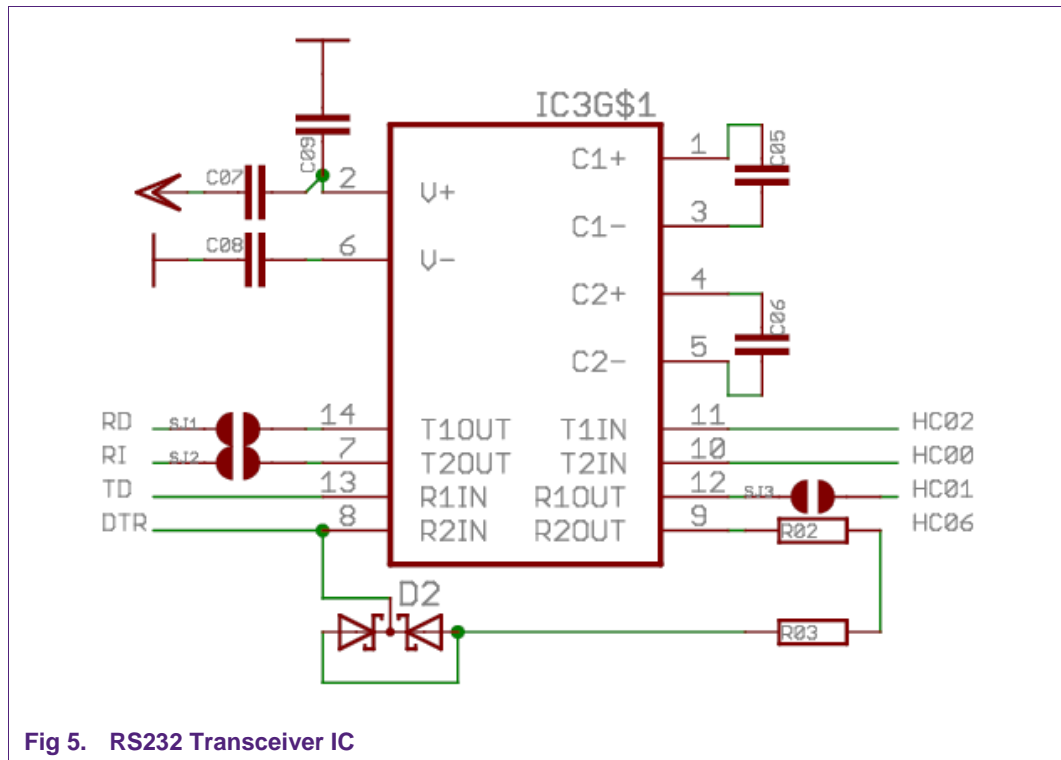 IC3G$1
C09
C07
2
V+
C08
6
V-
C1+
1
C05
C1-
3
C2+
4
C06
C2-
5
RD
SJ1
14
T1OUT
T1IN
11
HC02
RI
SJ2
7
T2OUT
T2IN
10
HC00
TD
13
R1IN
R1OUT
12
SJ3
HC01
DTR
8
R2IN
R2OUT
9
R02
HC06
D2
R03
Fig 5. RS232 Transceiver IC